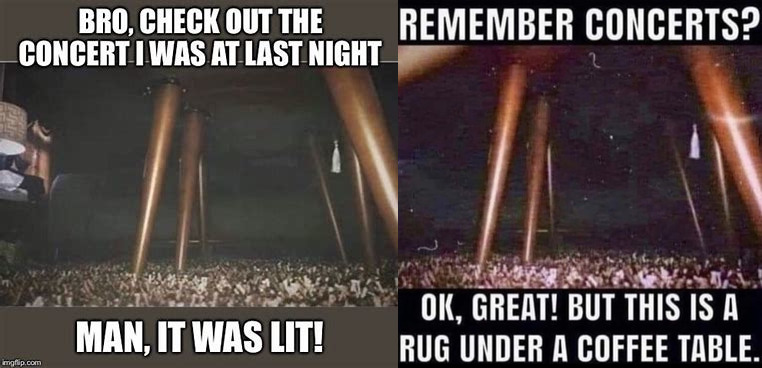 BRO, CHECK OUT THE
CONCERT I WAS AT LAST NIGHT
MAN, IT WAS LIT!
imgflip.com
REMEMBER CONCERTS?
OK, GREAT! BUT THIS IS A
RUG UNDER A COFFEE TABLE.